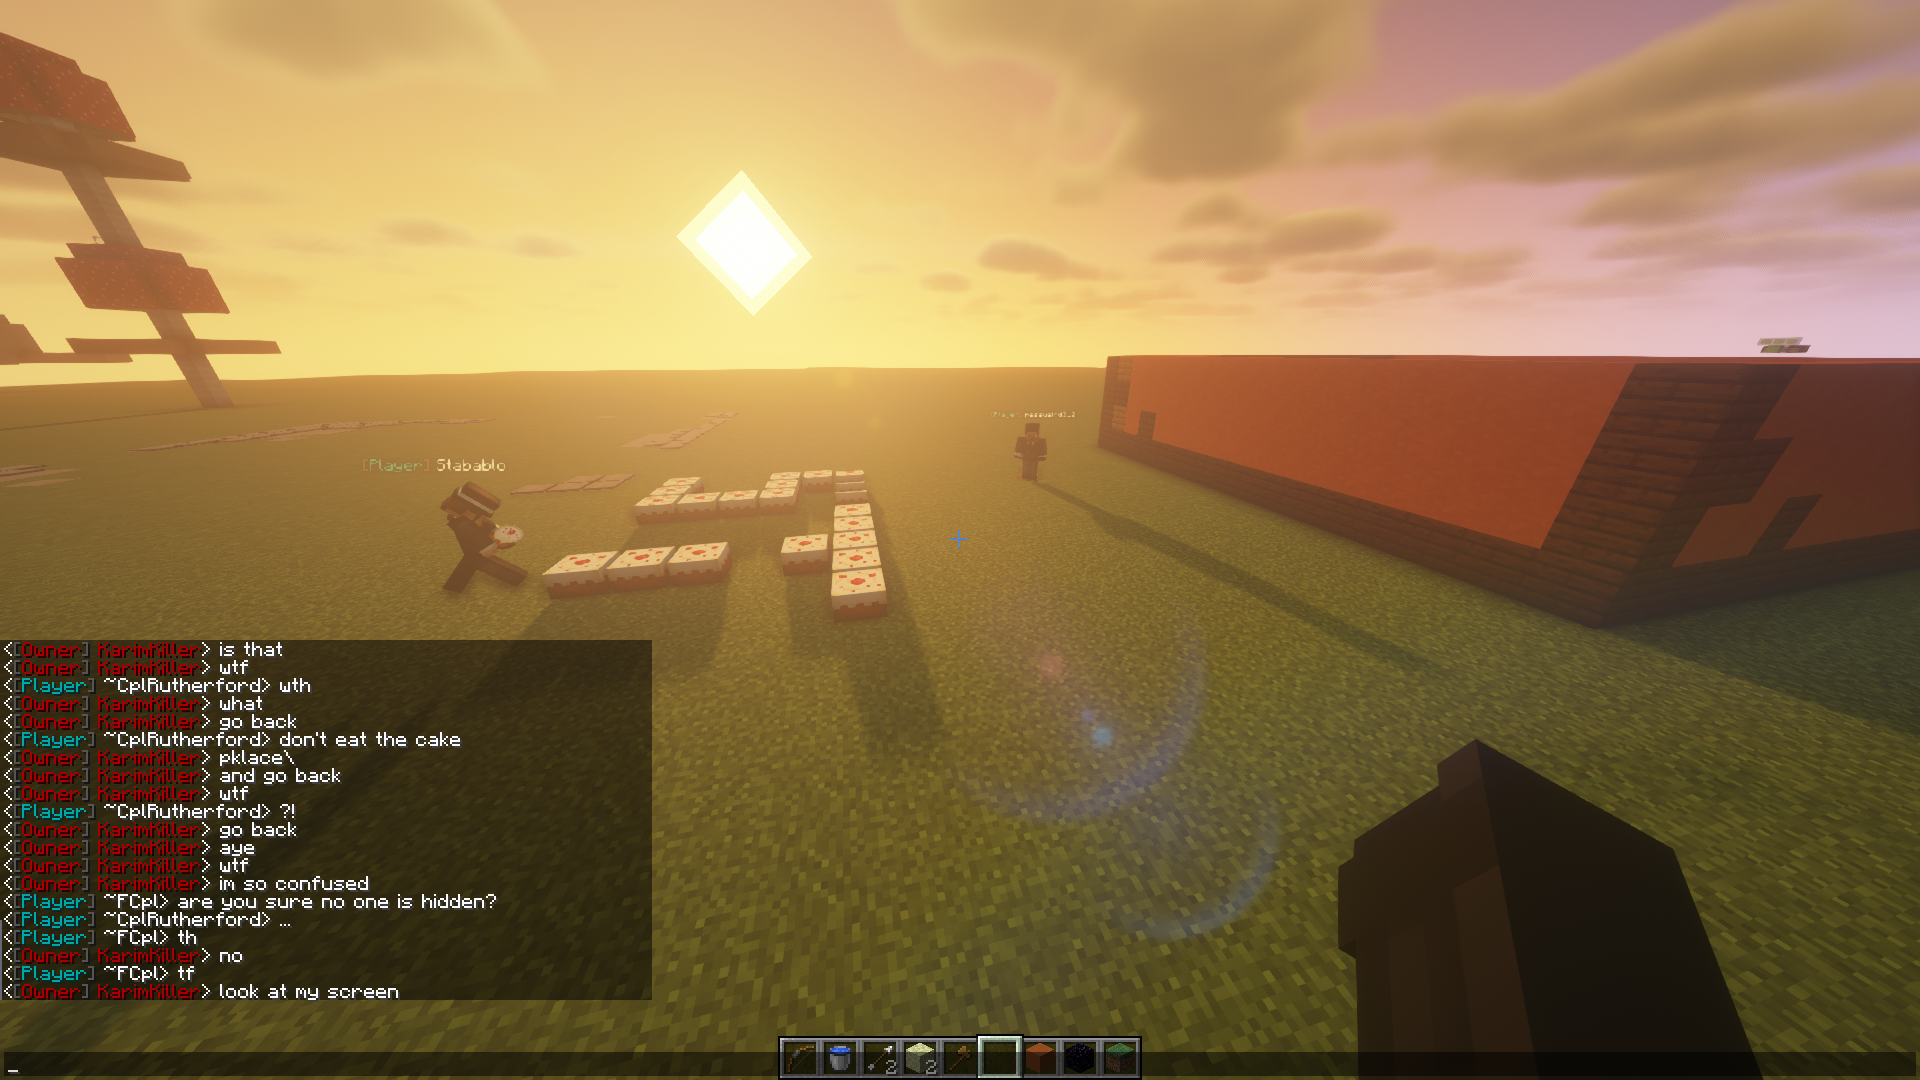 [Player] Stabablo
<[Owner] KarimKiller> is that
<[Owner] KarimKiller> wtf
<[Player] ~CplRutherford> wth
<[Owner] KarimKiller> what
<[Owner] KarimKiller> go back
<[Player] ~CplRutherford> don't eat the cake
<[Owner] KarimKiller> pklace\
<[Owner] KarimKiller> and go back
<[Owner] KarimKiller> wtf
<[Player] ~CplRutherford> ?!
<[Owner] KarimKiller> go back
<[Owner] KarimKiller> aye
<[Owner] KarimKiller> wtf
<[Owner] KarimKiller> im so confused
<[Player] ~FCpl> are you sure no one is hidden?
<[Player] ~CplRutherford> ...
<[Player] ~FCpl> th
<[Owner] KarimKiller> no
<[Player] ~FCpl> tf
<[Owner] KarimKiller> look at my screen
_
2
2